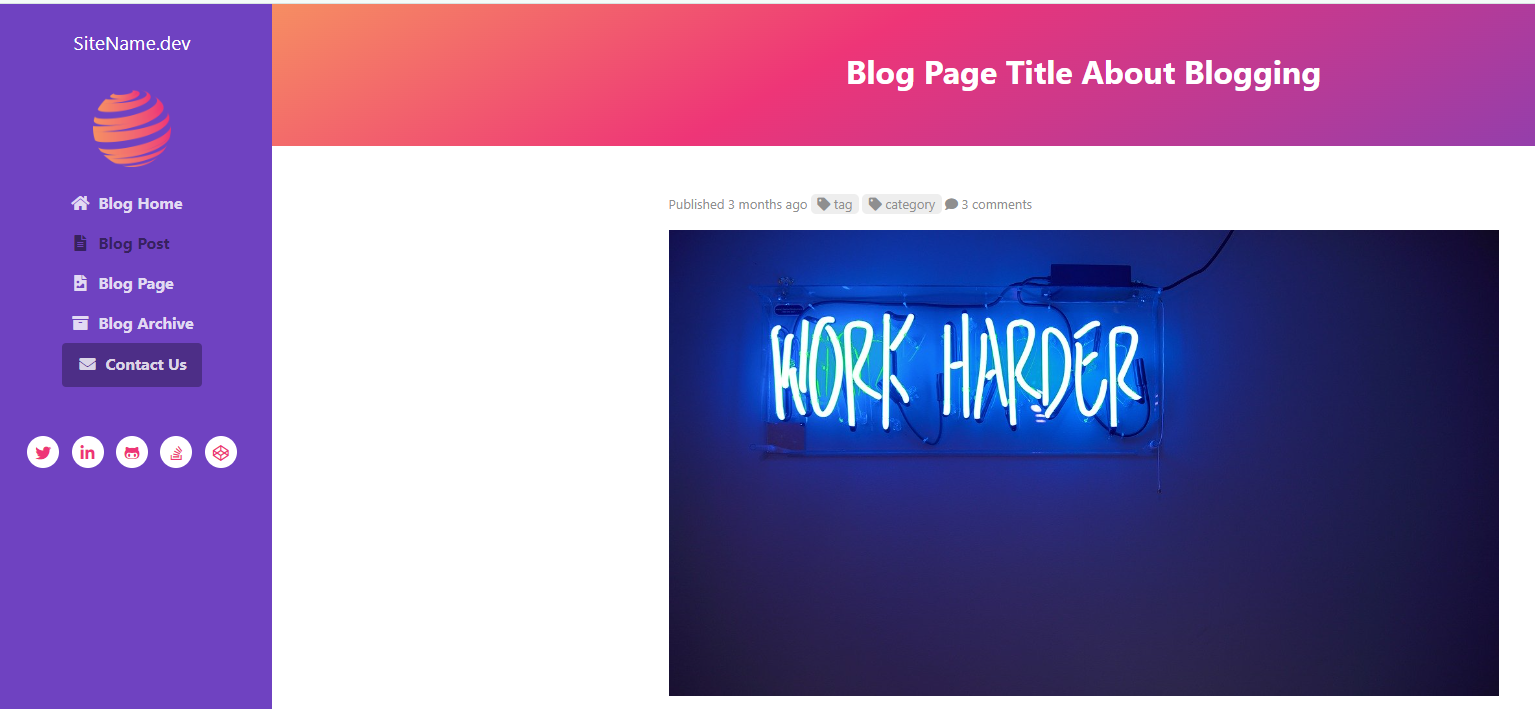 SiteName.dev
Blog Home
Blog Post
Blog Page
Blog Archive
Contact Us
in
Blog Page Title About Blogging
Published 3 months ago tag category 3 comments
WORK HARDER